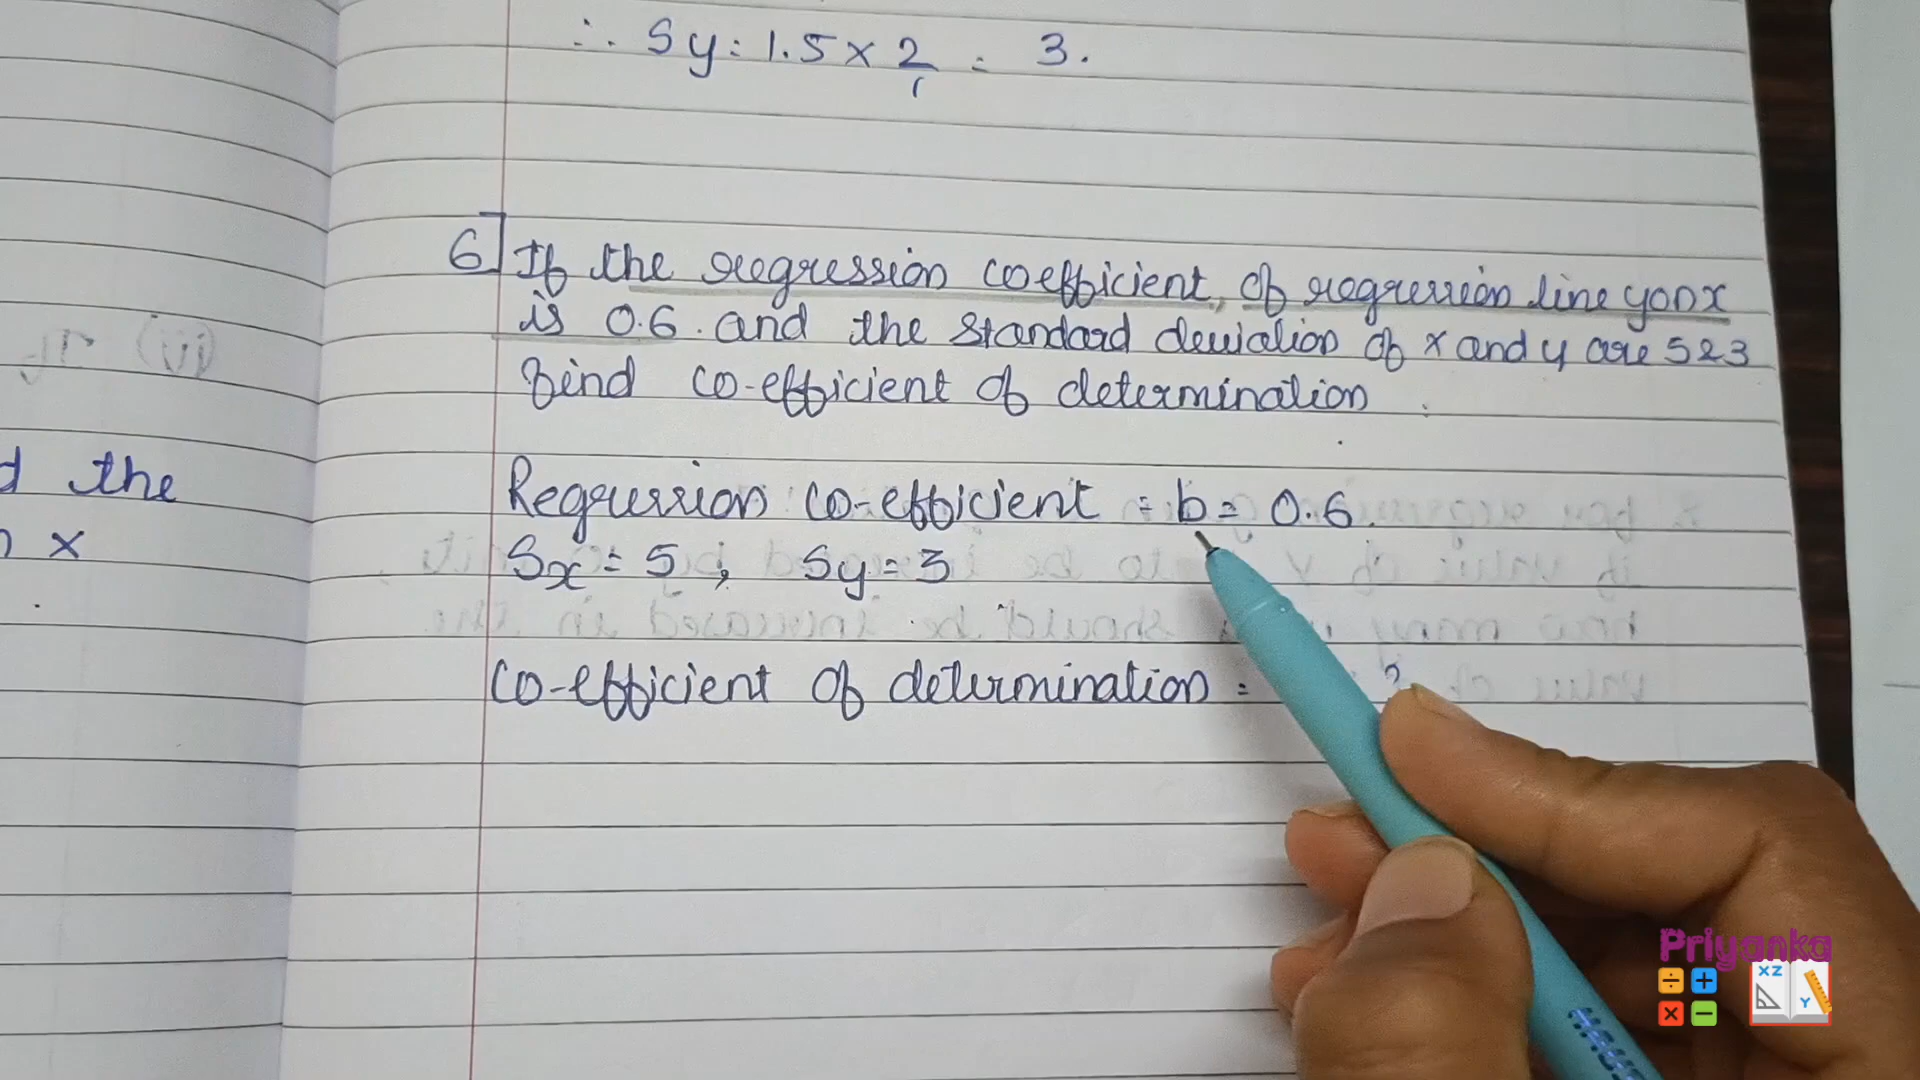 ∴ Sy = 1.5 × 2/1 = 3.
6] If the regression coefficient, of regression line y on x
is 0.6. and the standard deviation of x and y are 5 & 3
find co-efficient of determination.
d the
x
Regression co-efficient = b = 0.6.
Sx = 5 ; Sy = 3
co-efficient of determination = ?
Priyanka
XZ
Y